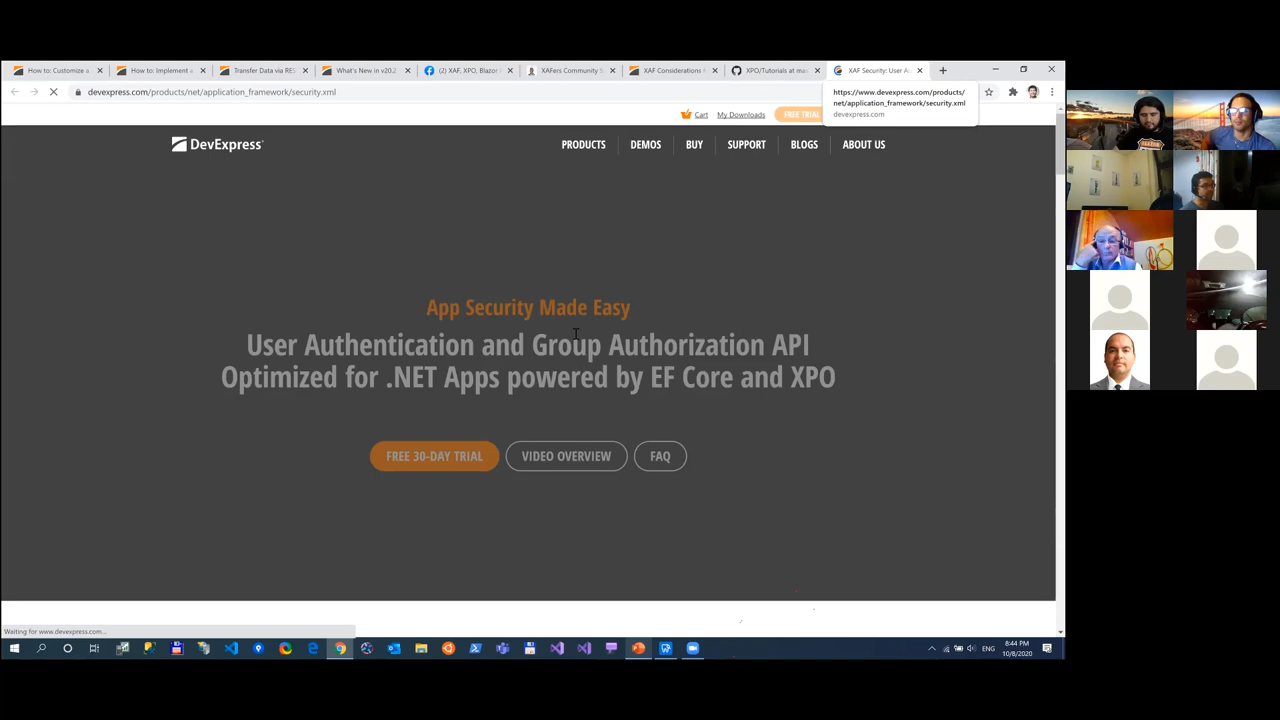 How to: Customize a
How to: Implement a
Transfer Data via RES
What's New in v20.2
(2) XAF, XPO, Blazor
XAFers Community S
XAF Considerations F
XPO/Tutorials at mas
XAF Security: User Au
devexpress.com/products/net/application_framework/security.xml
https://www.devexpress.com/products/
net/application_framework/security.xml
devexpress.com
Cart
My Downloads
FREE TRIAL
DevExpress
PRODUCTS
DEMOS
BUY
SUPPORT
BLOGS
ABOUT US
App Security Made Easy
User Authentication and Group Authorization API
Optimized for .NET Apps powered by EF Core and XPO
FREE 30-DAY TRIAL
VIDEO OVERVIEW
FAQ
Waiting for www.devexpress.com...
ENG
8:44 PM
10/8/2020